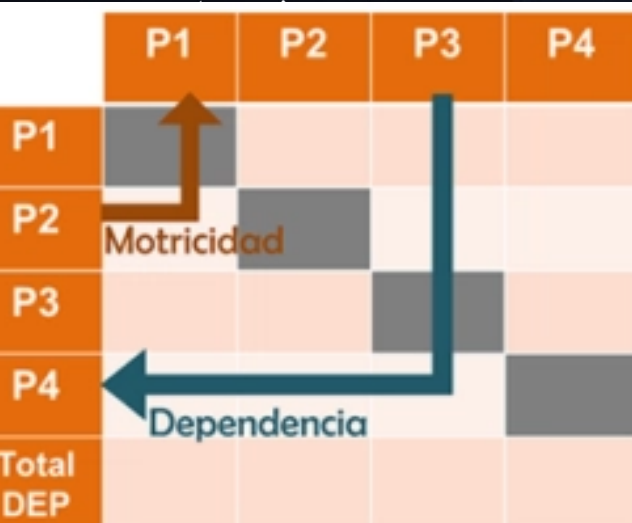 P1 P2 P3 P4
P1
P2
Motricidad
P3
P4
Dependencia
Total
DEP